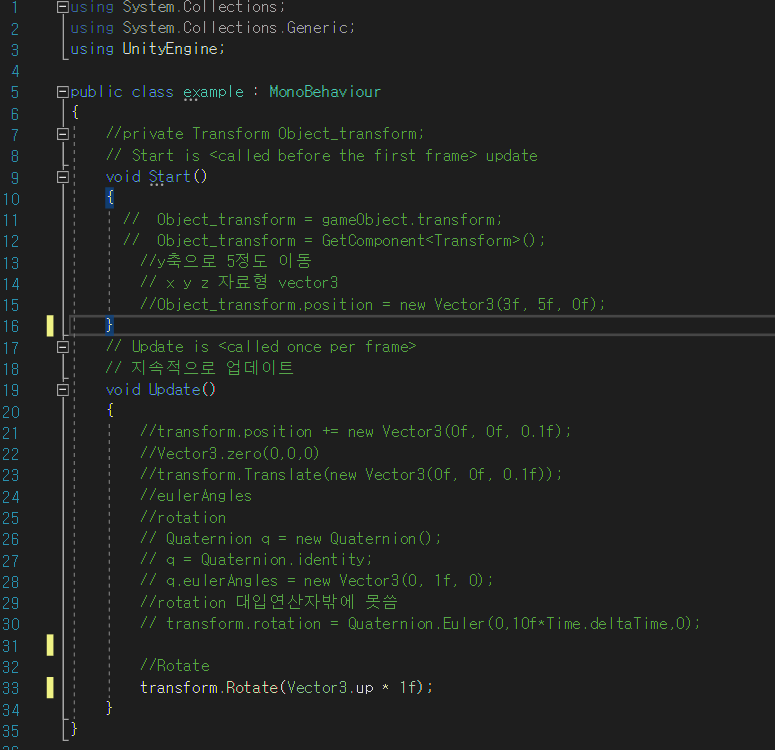 1 using System.Collections;
2 using System.Collections.Generic;
3 using UnityEngine;
4
5 public class example : MonoBehaviour
6 {
7 //private Transform Object_transform;
8 // Start is <called before the first frame> update
9 void Start()
10 {
11 //  Object_transform = gameObject.transform;
12 //  Object_transform = GetComponent<Transform>();
13 //y축으로 5정도 이동
14 // x y z 자료형 vector3
15 //Object_transform.position = new Vector3(3f, 5f, 0f);
16 }
17 // Update is <called once per frame>
18 // 지속적으로 업데이트
19 void Update()
20 {
21 //transform.position += new Vector3(0f, 0f, 0.1f);
22 //Vector3.zero(0,0,0)
23 //transform.Translate(new Vector3(0f, 0f, 0.1f));
24 //eulerAngles
25 //rotation
26 // Quaternion q = new Quaternion();
27 // q = Quaternion.identity;
28 // q.eulerAngles = new Vector3(0, 1f, 0);
29 //rotation 대입연산자밖에 못씀
30 // transform.rotation = Quaternion.Euler(0,10f*Time.deltaTime,0);
31
32 //Rotate
33 transform.Rotate(Vector3.up * 1f);
34 }
35 }